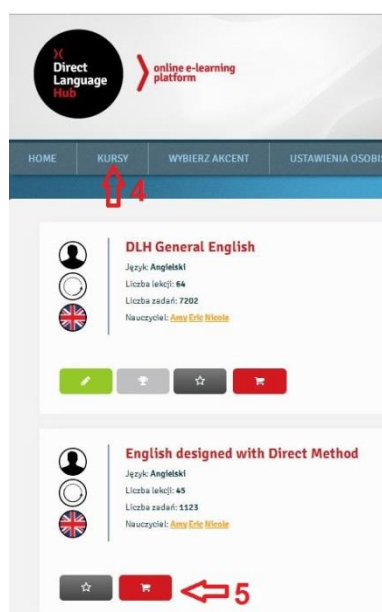 Direct
Language
Hub
online e-learning
platform
HOME KURSY WYBIERZ AKCENT USTAWIENIA OSOBIS
4
DLH General English
Język: Angielski
Liczba lekcji: 64
Liczba zadań: 7202
Nauczyciel: Amy Eric Nicole
English designed with Direct Method
Język: Angielski
Liczba lekcji: 45
Liczba zadań: 1123
Nauczyciel: Amy Eric Nicole
5